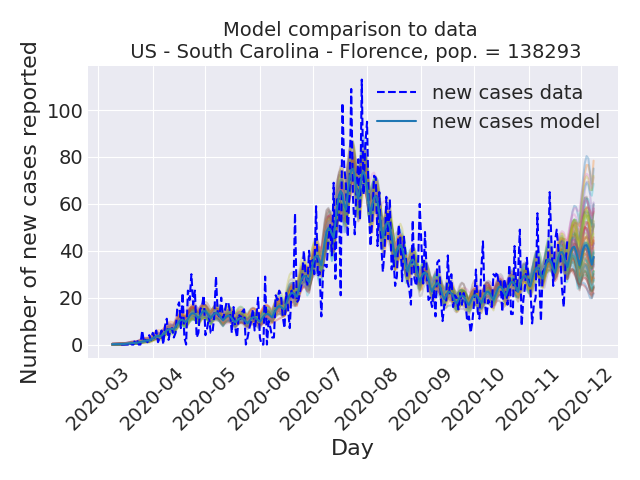 Model comparison to data
US - South Carolina - Florence, pop. = 138293
Number of new cases reported
100
80
60
40
20
0
new cases data
new cases model
2020-03
2020-04
2020-05
2020-06
2020-07
2020-08
2020-09
2020-10
2020-11
2020-12
Day